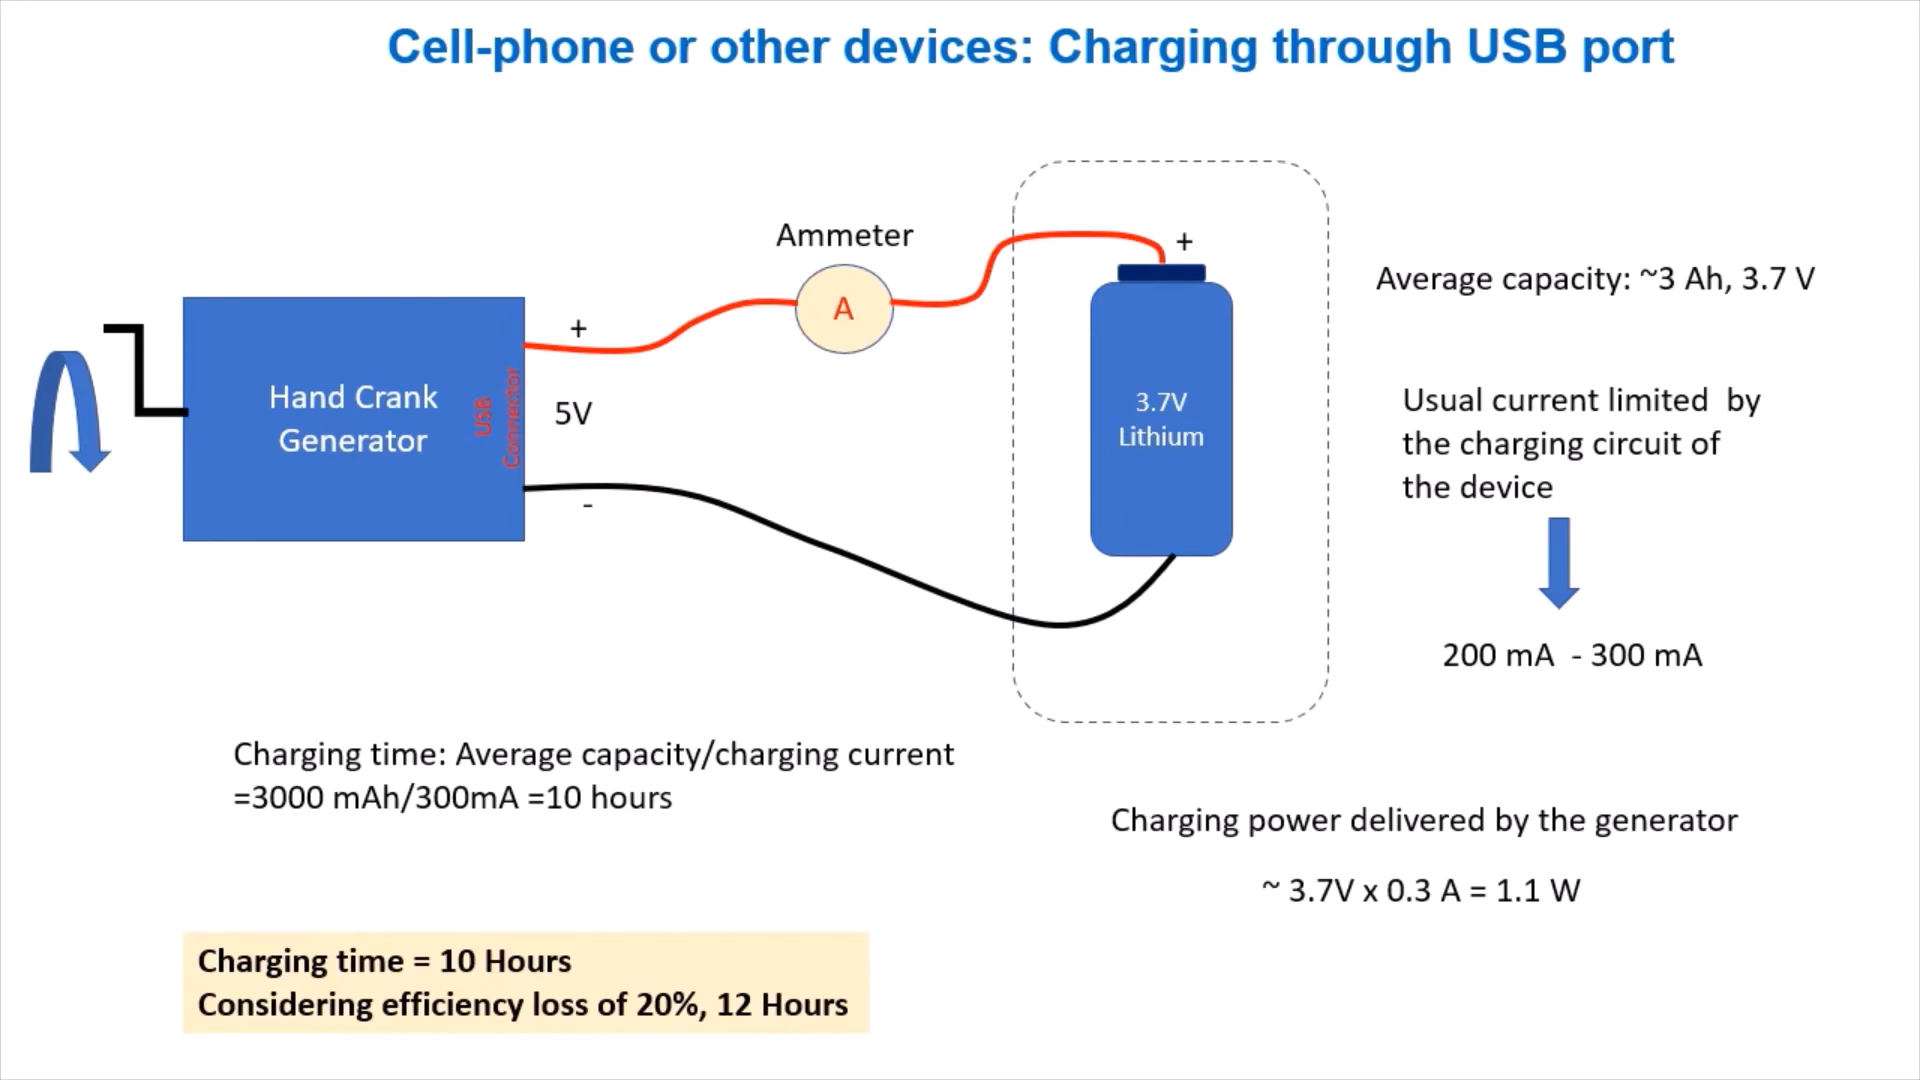 Cell-phone or other devices: Charging through USB port
Ammeter
A
+
+
Hand Crank
Generator
USB
Connector
5V
-
3.7V
Lithium
Average capacity: ~3 Ah, 3.7 V
Usual current limited  by
the charging circuit of
the device
200 mA  - 300 mA
Charging time: Average capacity/charging current
=3000 mAh/300mA =10 hours
Charging power delivered by the generator
~ 3.7V x 0.3 A = 1.1 W
Charging time = 10 Hours
Considering efficiency loss of 20%, 12 Hours